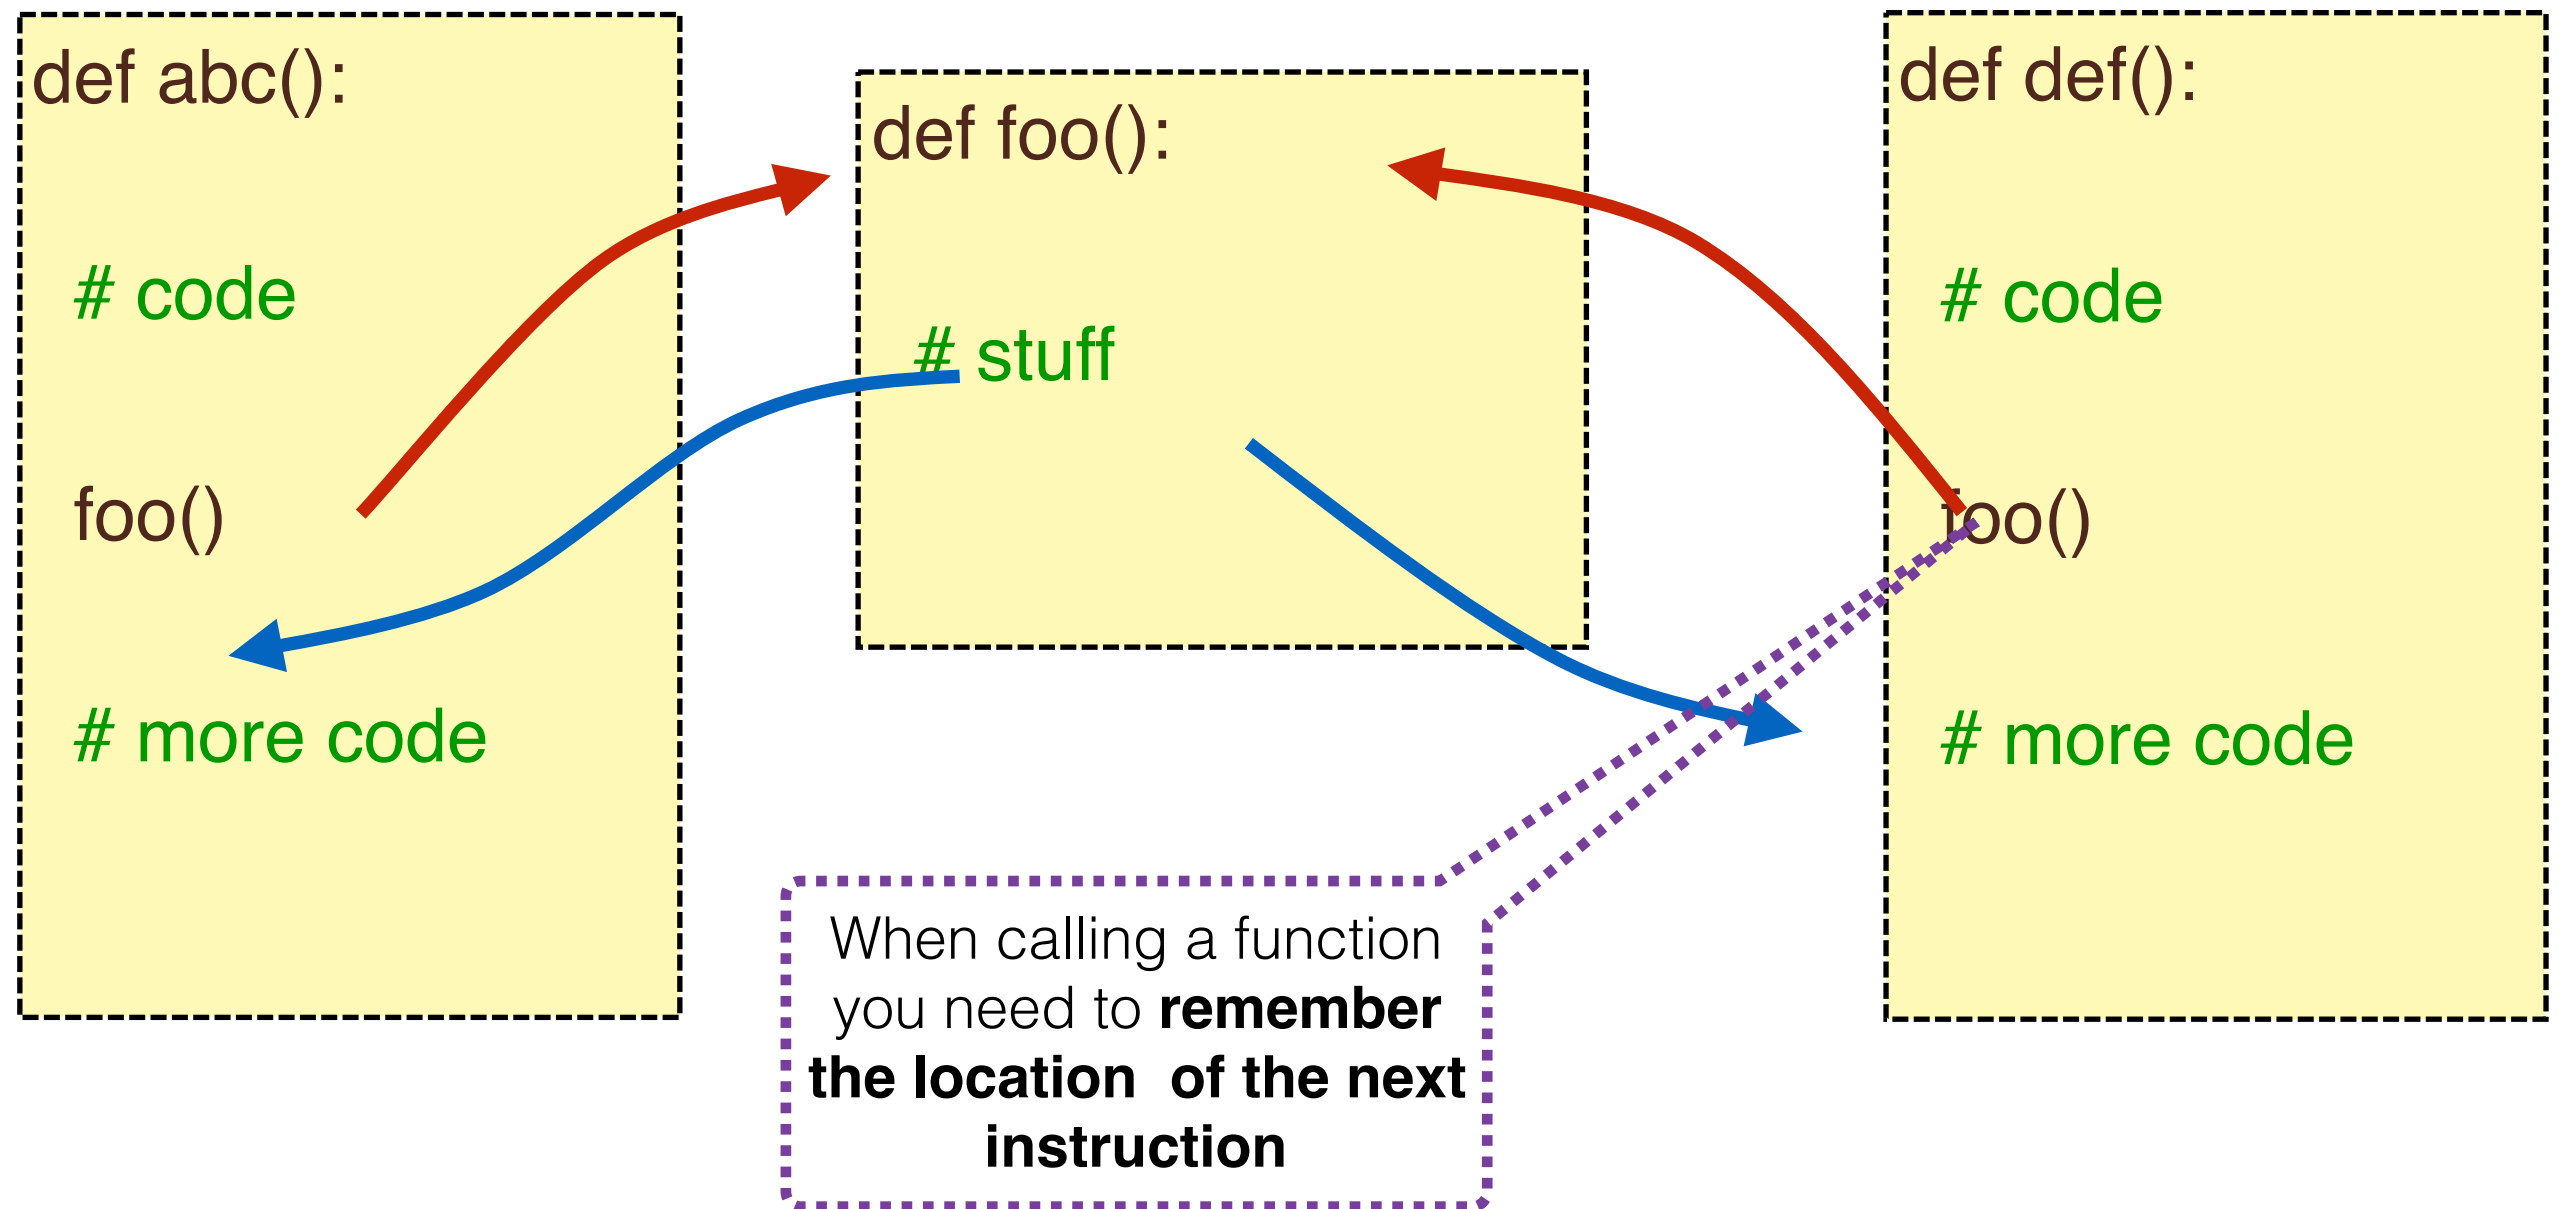 def abc():
# code
foo()
# more code
def foo():
# stuff
def def():
# code
foo()
# more code
When calling a function
you need to remember
the location  of the next
instruction